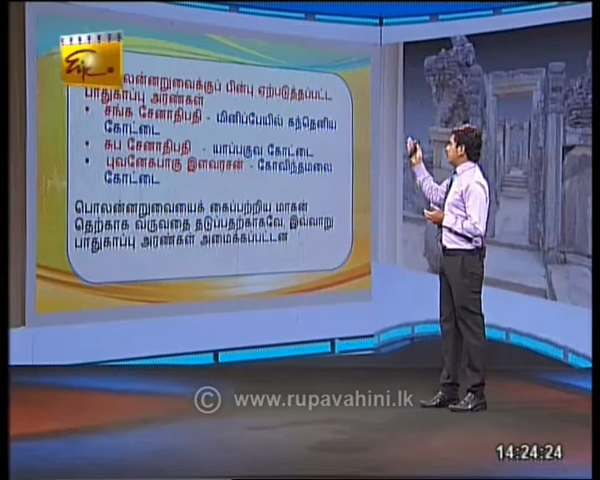 பொலன்னறுவைக்குப் பின்பு ஏற்படுத்தப்பட்ட
பாதுகாப்பு அரண்கள்
• சங்க சேனாதிபதி - மினிப்பேயில் கந்தெனிய
கோட்டை
• சுப சேனாதிபதி - யாப்பகுவ கோட்டை
• புவனேகபாகு இளவரசன் - கோவிந்தமலை
கோட்டை
பொலன்னறுவையைக் கைப்பற்றிய மாகன்
தெற்காக வருவதை தடுப்பதற்காகவே, இவ்வாறு
பாதுகாப்பு அரண்கள் அமைக்கப்பட்டன
© www.rupavahini.lk
14:24:24